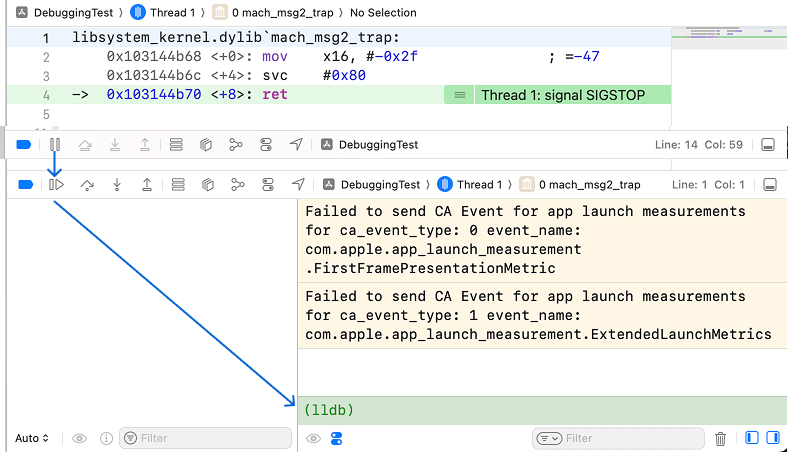 DebuggingTest 〉 Thread 1 〉 0 mach_msg2_trap 〉 No Selection
1 libsystem_kernel.dylib`mach_msg2_trap:
2 0x103144b68 <+0>: mov x16, #-0x2f ; =-47
3 0x103144b6c <+4>: svc #0x80
4 -> 0x103144b70 <+8>: ret Thread 1: signal SIGSTOP
5
DebuggingTest Line: 14 Col: 59
DebuggingTest 〉 Thread 1 〉 0 mach_msg2_trap Line: 1 Col: 1
Failed to send CA Event for app launch measurements
for ca_event_type: 0 event_name:
com.apple.app_launch_measurement
.FirstFramePresentationMetric
Failed to send CA Event for app launch measurements
for ca_event_type: 1 event_name:
com.apple.app_launch_measurement.ExtendedLaunchMetrics
(lldb)
Auto Filter Filter